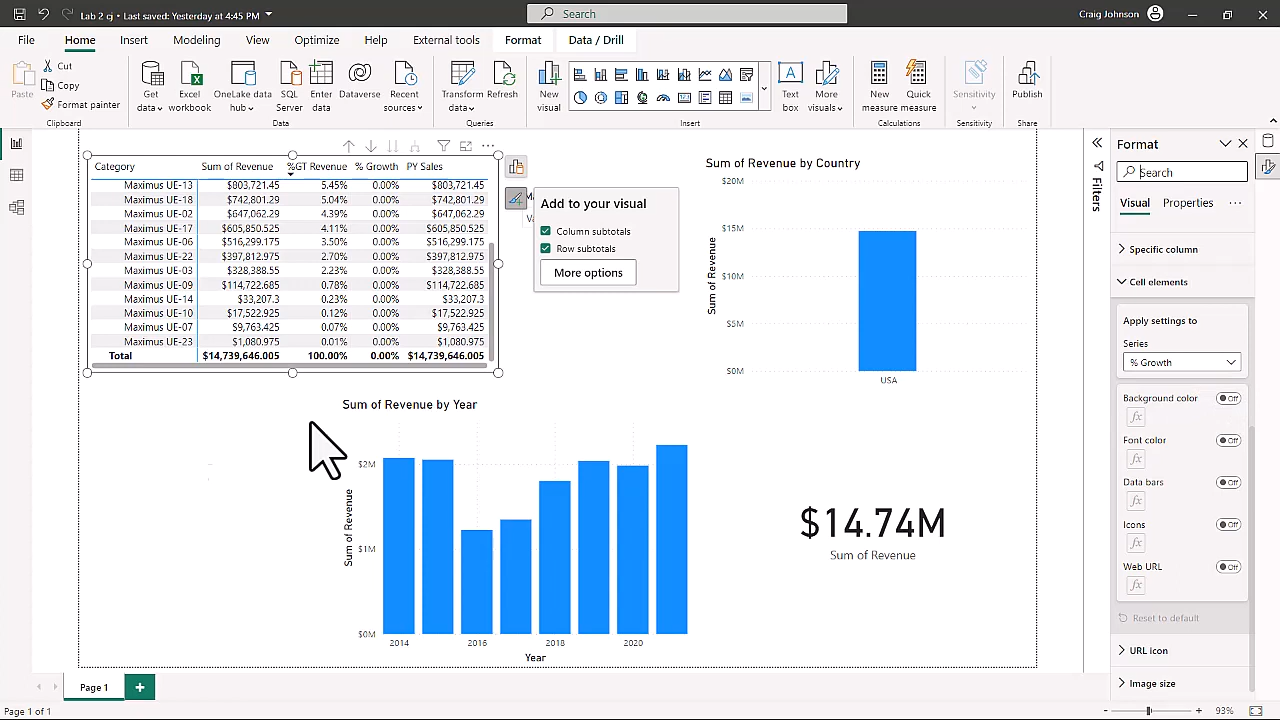 Lab 2 cj • Last saved: Yesterday at 4:45 PM
Search
Craig Johnson
File Home Insert Modeling View Optimize Help External tools Format Data / Drill
Paste
Cut
Copy
Format painter
Clipboard
Get data
Excel workbook
OneLake data hub
SQL Server
Enter data
Dataverse
Recent sources
Data
Transform data
Refresh
Queries
New visual
Text box
More visuals
Insert
New measure
Quick measure
Calculations
Sensitivity
Sensitivity
Publish
Share
Category Sum of Revenue %GT Revenue % Growth PY Sales
Maximus UE-13 $803,721.45 5.45% 0.00% $803,721.45
Maximus UE-18 $742,801.29 5.04% 0.00% $742,801.29
Maximus UE-02 $647,062.29 4.39% 0.00% $647,062.29
Maximus UE-17 $605,850.525 4.11% 0.00% $605,850.525
Maximus UE-06 $516,299.175 3.50% 0.00% $516,299.175
Maximus UE-22 $397,812.975 2.70% 0.00% $397,812.975
Maximus UE-03 $328,388.55 2.23% 0.00% $328,388.55
Maximus UE-09 $114,722.685 0.78% 0.00% $114,722.685
Maximus UE-14 $33,207.3 0.23% 0.00% $33,207.3
Maximus UE-10 $17,522.925 0.12% 0.00% $17,522.925
Maximus UE-07 $9,763.425 0.07% 0.00% $9,763.425
Maximus UE-23 $1,080.975 0.01% 0.00% $1,080.975
Total $14,739,646.005 100.00% 0.00% $14,739,646.005
Add to your visual
Column subtotals
Row subtotals
More options
Sum of Revenue by Country
Sum of Revenue
$20M
$15M
$10M
$5M
$0M
USA
Sum of Revenue by Year
Sum of Revenue
$2M
$1M
$0M
2014 2016 2018 2020
Year
$14.74M
Sum of Revenue
Filters
Format
Search
Visual Properties
Specific column
Cell elements
Apply settings to
Series
% Growth
Background color Off
fx
Font color Off
fx
Data bars Off
fx
Icons Off
fx
Web URL Off
fx
Reset to default
URL icon
Image size
Page 1
Page 1 of 1
93%